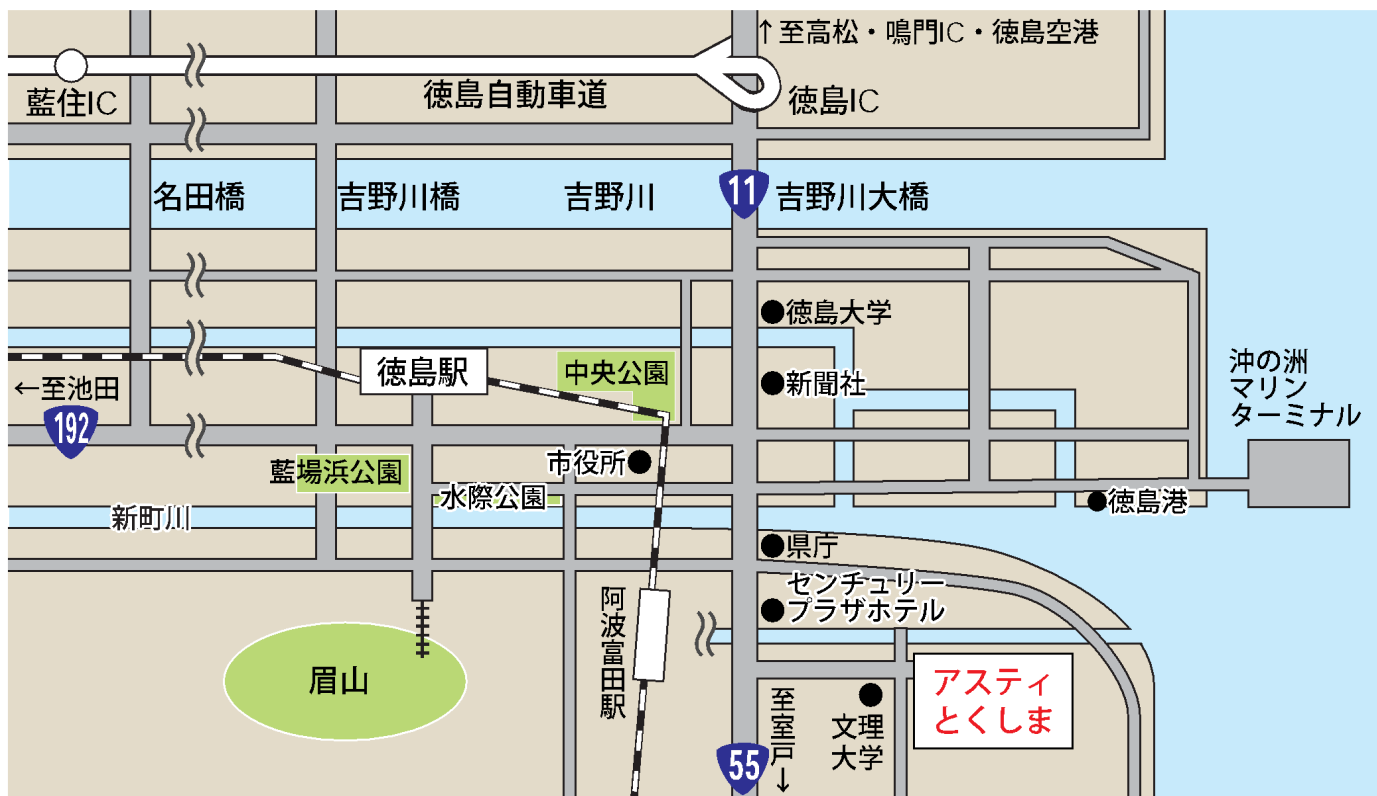 ↑至高松・鳴門IC・徳島空港
藍住IC
徳島自動車道
徳島IC
名田橋
吉野川橋
吉野川
11
吉野川大橋
徳島大学
徳島駅
中央公園
新聞社
沖の洲
マリン
ターミナル
←至池田
192
藍場浜公園
市役所
水際公園
徳島港
新町川
県庁
センチュリー
プラザホテル
阿波富田駅
眉山
アスティ
とくしま
至室戸↓
文理
大学
55